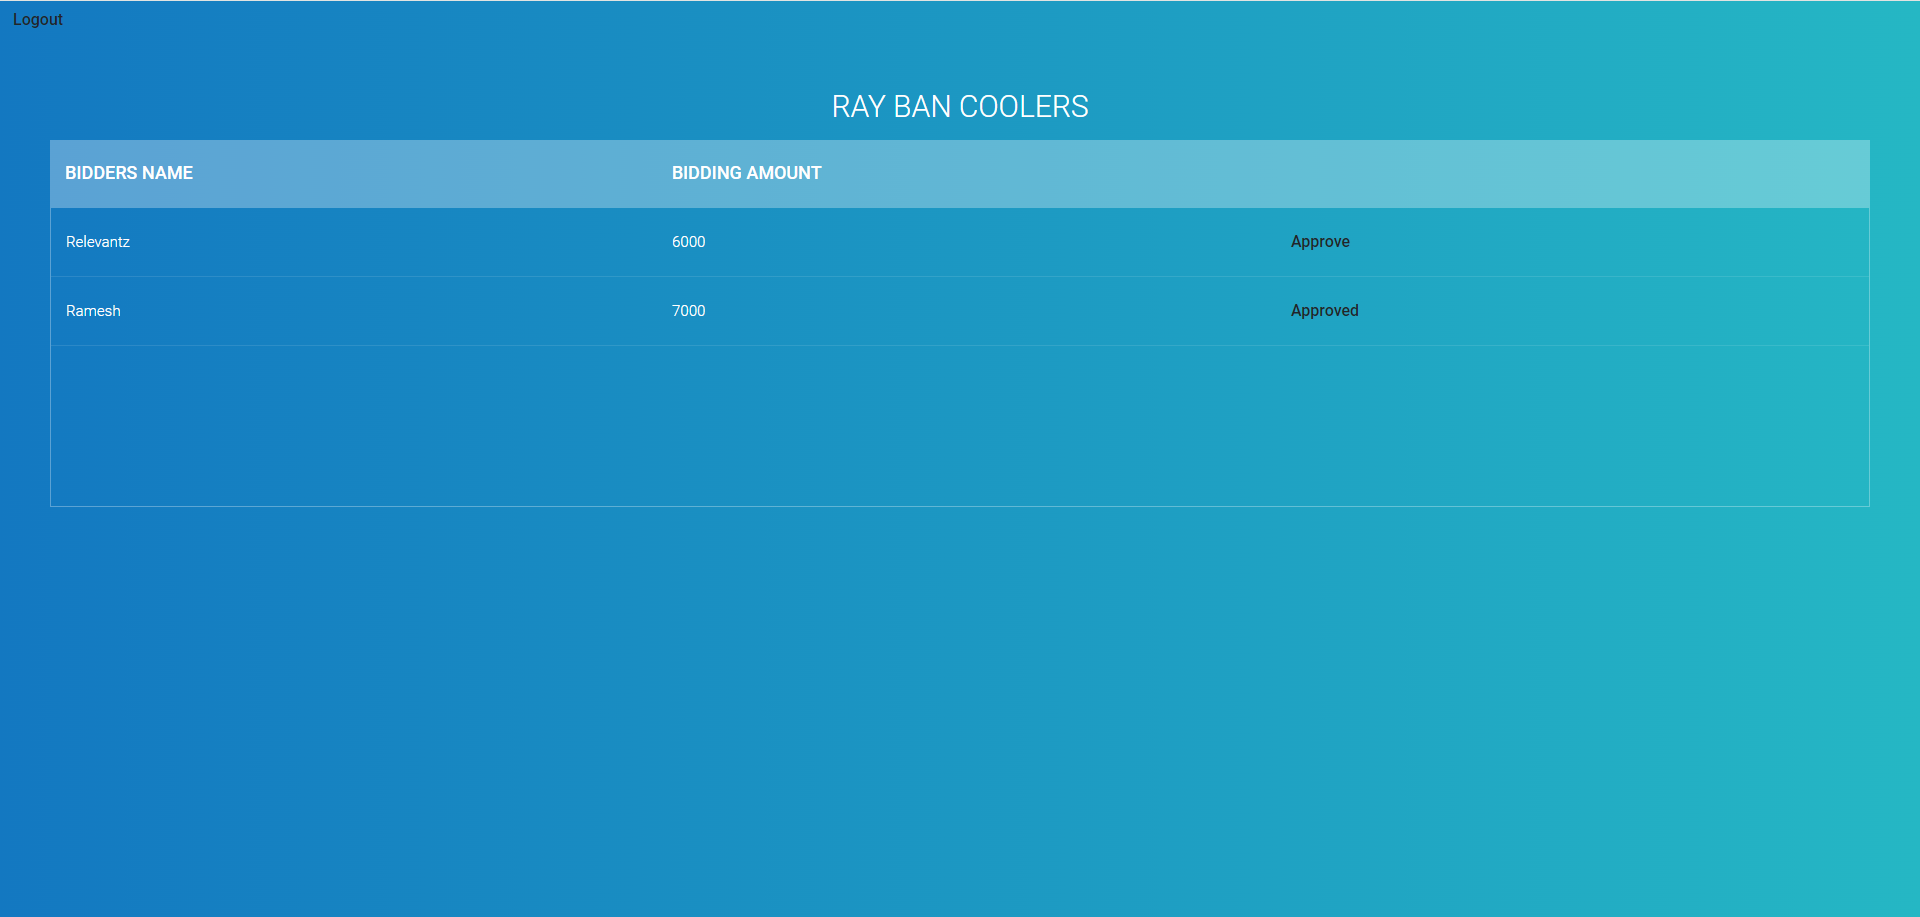 Logout
RAY BAN COOLERS
BIDDERS NAME BIDDING AMOUNT
Relevantz 6000 Approve
Ramesh 7000 Approved